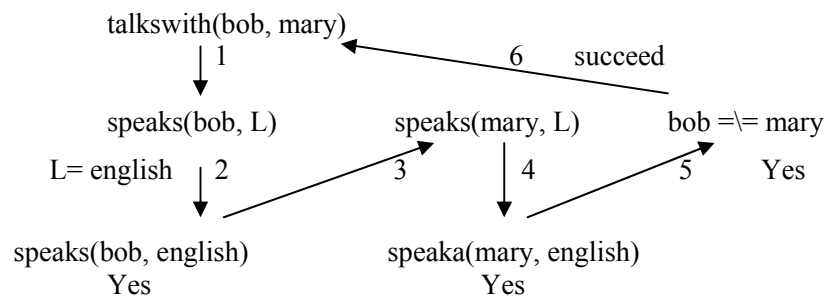 talkswith(bob, mary)
1 6 succeed
speaks(bob, L) speaks(mary, L) bob =\= mary
L= english 2 3 4 5 Yes
speaks(bob, english) speaka(mary, english)
Yes Yes